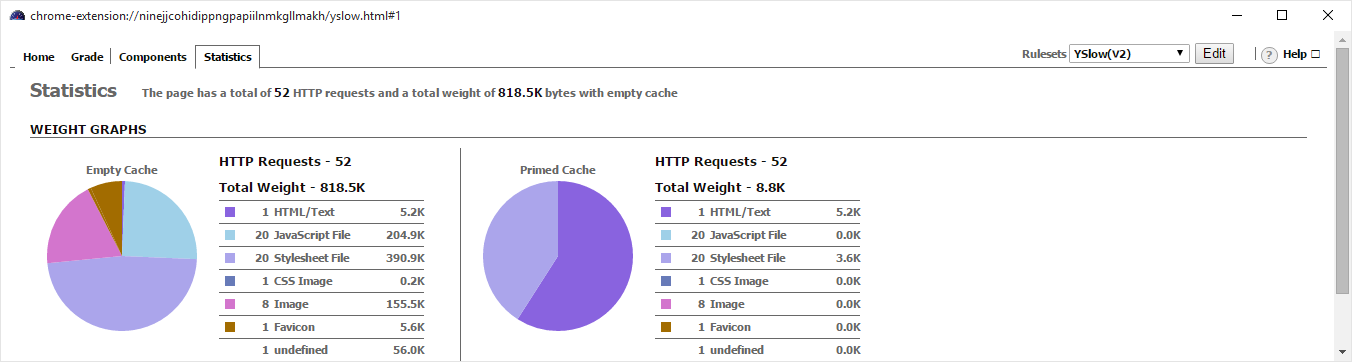 chrome-extension://ninejjcohidippngpapiilnmkgllmakh/yslow.html#1
Home Grade Components Statistics Rulesets YSlow(V2) Edit ? Help
Statistics The page has a total of 52 HTTP requests and a total weight of 818.5K bytes with empty cache
WEIGHT GRAPHS
Empty Cache
HTTP Requests - 52
Total Weight - 818.5K
1 HTML/Text 5.2K
20 JavaScript File 204.9K
20 Stylesheet File 390.9K
1 CSS Image 0.2K
8 Image 155.5K
1 Favicon 5.6K
1 undefined 56.0K
Primed Cache
HTTP Requests - 52
Total Weight - 8.8K
1 HTML/Text 5.2K
20 JavaScript File 0.0K
20 Stylesheet File 3.6K
1 CSS Image 0.0K
8 Image 0.0K
1 Favicon 0.0K
1 undefined 0.0K